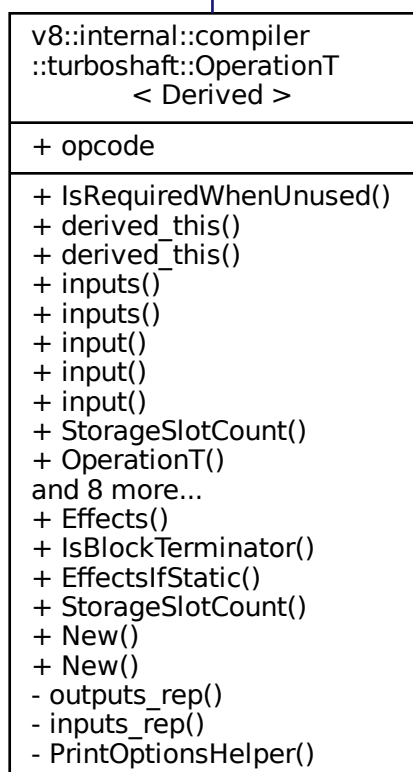 v8::internal::compiler
::turboshaft::OperationT
< Derived >
+ opcode
+ IsRequiredWhenUnused()
+ derived_this()
+ derived_this()
+ inputs()
+ inputs()
+ input()
+ input()
+ input()
+ StorageSlotCount()
+ OperationT()
and 8 more...
+ Effects()
+ IsBlockTerminator()
+ EffectsIfStatic()
+ StorageSlotCount()
+ New()
+ New()
- outputs_rep()
- inputs_rep()
- PrintOptionsHelper()